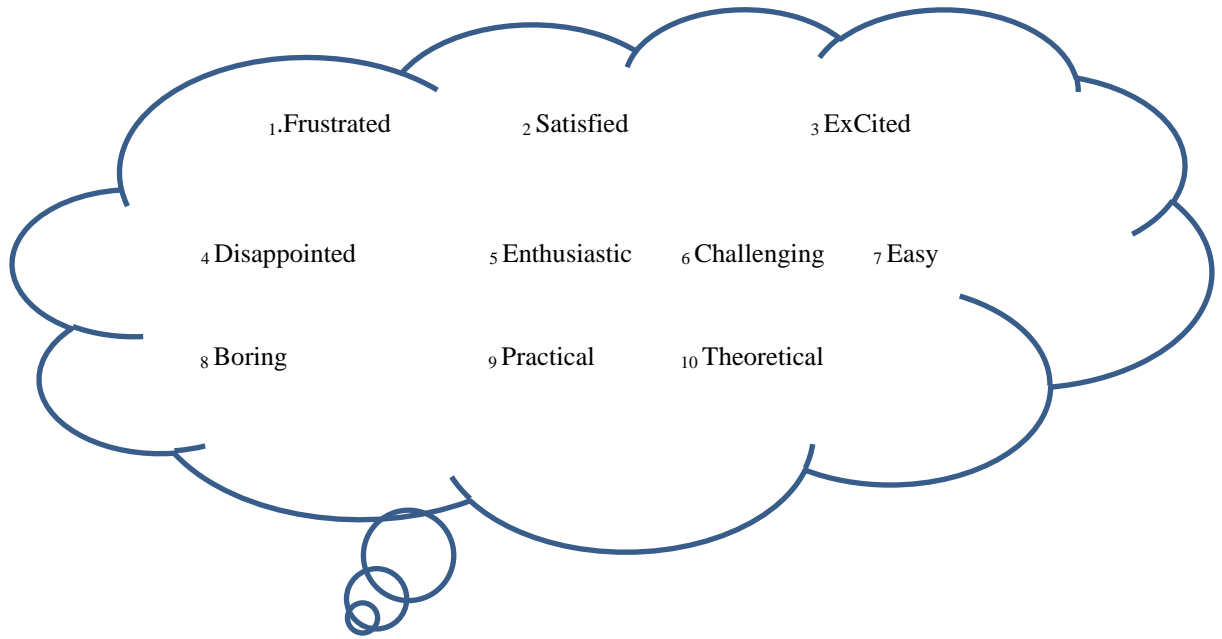 1.Frustrated 2 Satisfied 3 ExCited
4 Disappointed 5 Enthusiastic 6 Challenging 7 Easy
8 Boring 9 Practical 10 Theoretical